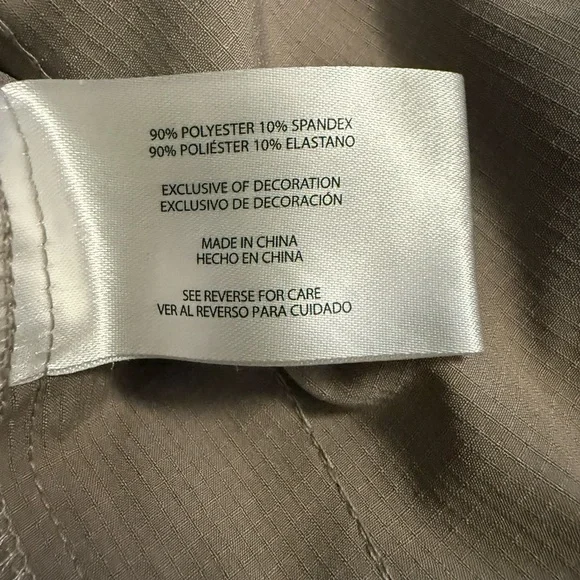 90% POLYESTER 10% SPANDEX
90% POLIÉSTER 10% ELASTANO
EXCLUSIVE OF DECORATION
EXCLUSIVO DE DECORACIÓN
MADE IN CHINA
HECHO EN CHINA
SEE REVERSE FOR CARE
VER AL REVERSO PARA CUIDADO